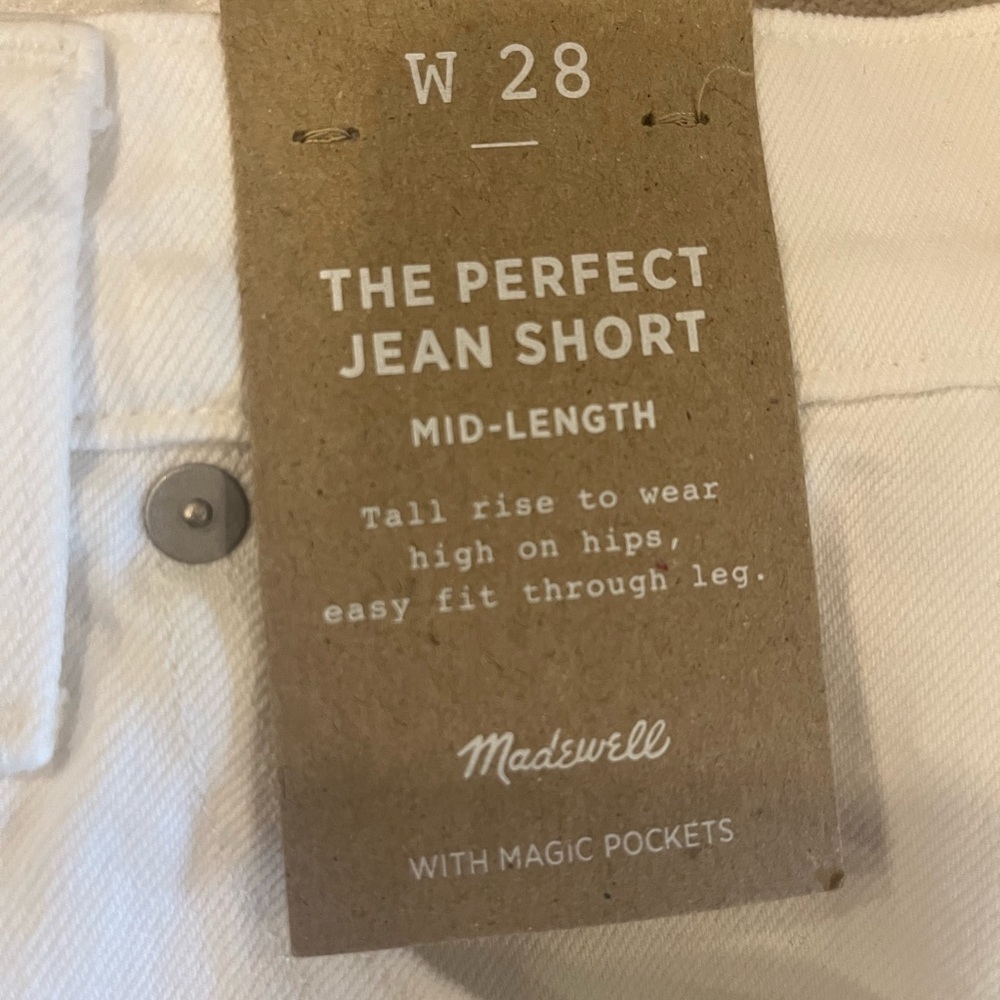 W 28
THE PERFECT
JEAN SHORT
MID-LENGTH
Tall rise to wear
high on hips,
easy fit through leg.
Madewell
WITH MAGIC POCKETS